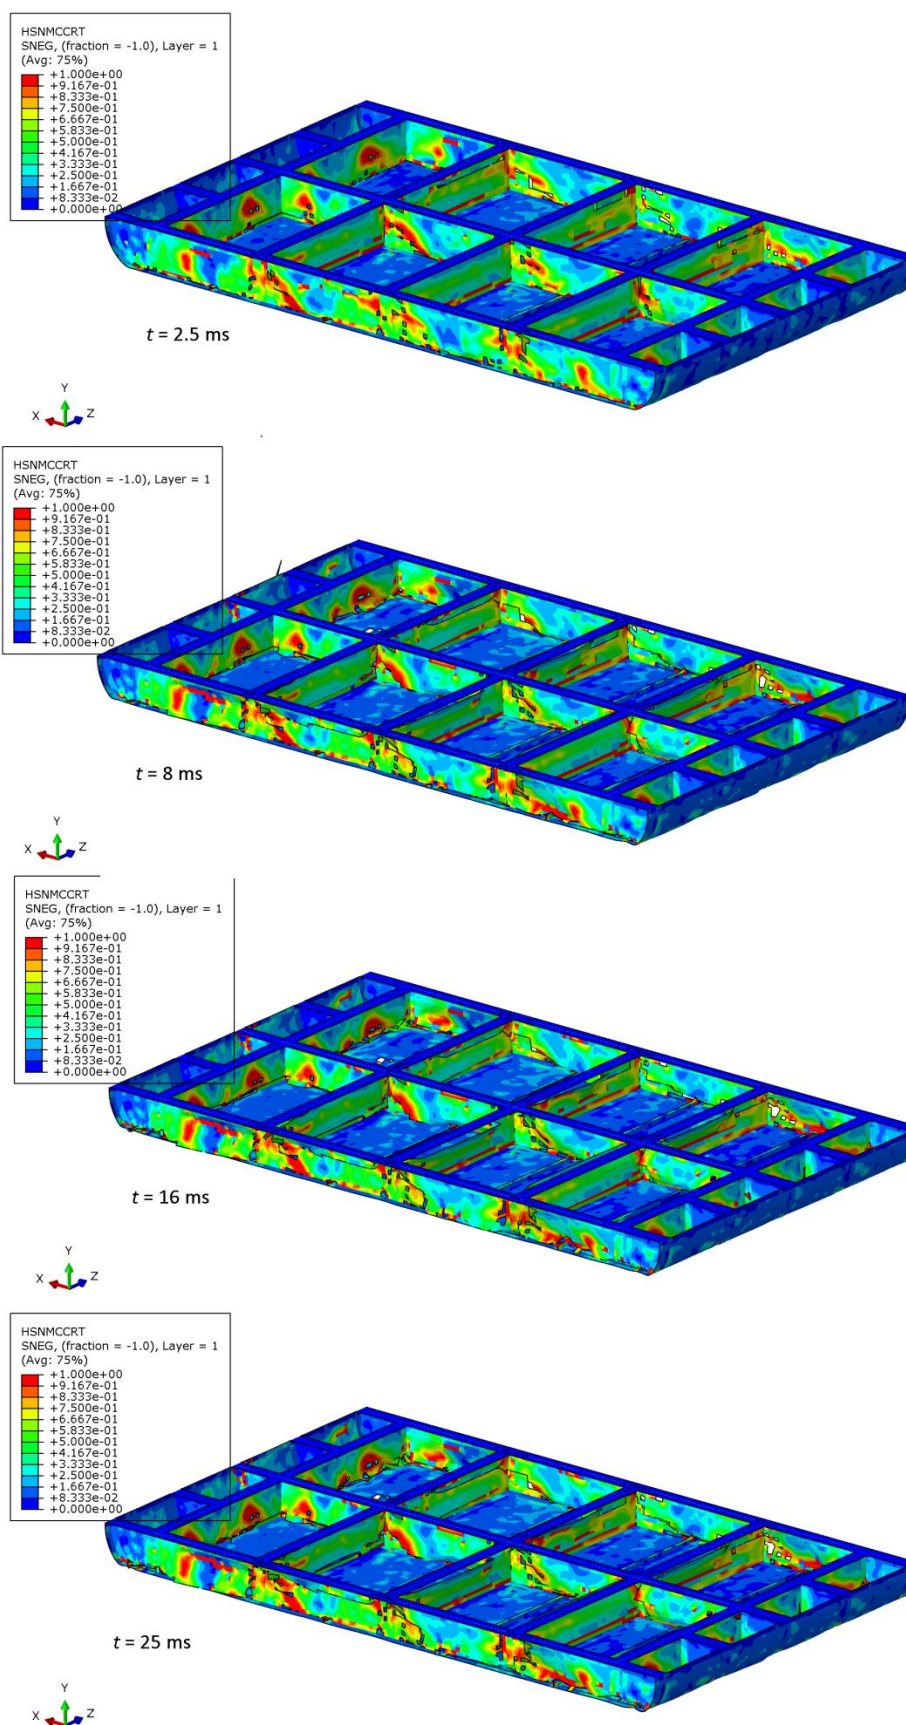 HSNMCCRT
SNEG, (fraction = -1.0), Layer = 1
(Avg: 75%)
+1.000e+00
+9.167e-01
+8.333e-01
+7.500e-01
+6.667e-01
+5.833e-01
+5.000e-01
+4.167e-01
+3.333e-01
+2.500e-01
+1.667e-01
+8.333e-02
+0.000e+00
t = 2.5 ms
Y
X Z
HSNMCCRT
SNEG, (fraction = -1.0), Layer = 1
(Avg: 75%)
+1.000e+00
+9.167e-01
+8.333e-01
+7.500e-01
+6.667e-01
+5.833e-01
+5.000e-01
+4.167e-01
+3.333e-01
+2.500e-01
+1.667e-01
+8.333e-02
+0.000e+00
t = 8 ms
Y
X Z
HSNMCCRT
SNEG, (fraction = -1.0), Layer = 1
(Avg: 75%)
+1.000e+00
+9.167e-01
+8.333e-01
+7.500e-01
+6.667e-01
+5.833e-01
+5.000e-01
+4.167e-01
+3.333e-01
+2.500e-01
+1.667e-01
+8.333e-02
+0.000e+00
t = 16 ms
Y
X Z
HSNMCCRT
SNEG, (fraction = -1.0), Layer = 1
(Avg: 75%)
+1.000e+00
+9.167e-01
+8.333e-01
+7.500e-01
+6.667e-01
+5.833e-01
+5.000e-01
+4.167e-01
+3.333e-01
+2.500e-01
+1.667e-01
+8.333e-02
+0.000e+00
t = 25 ms
Y
X Z